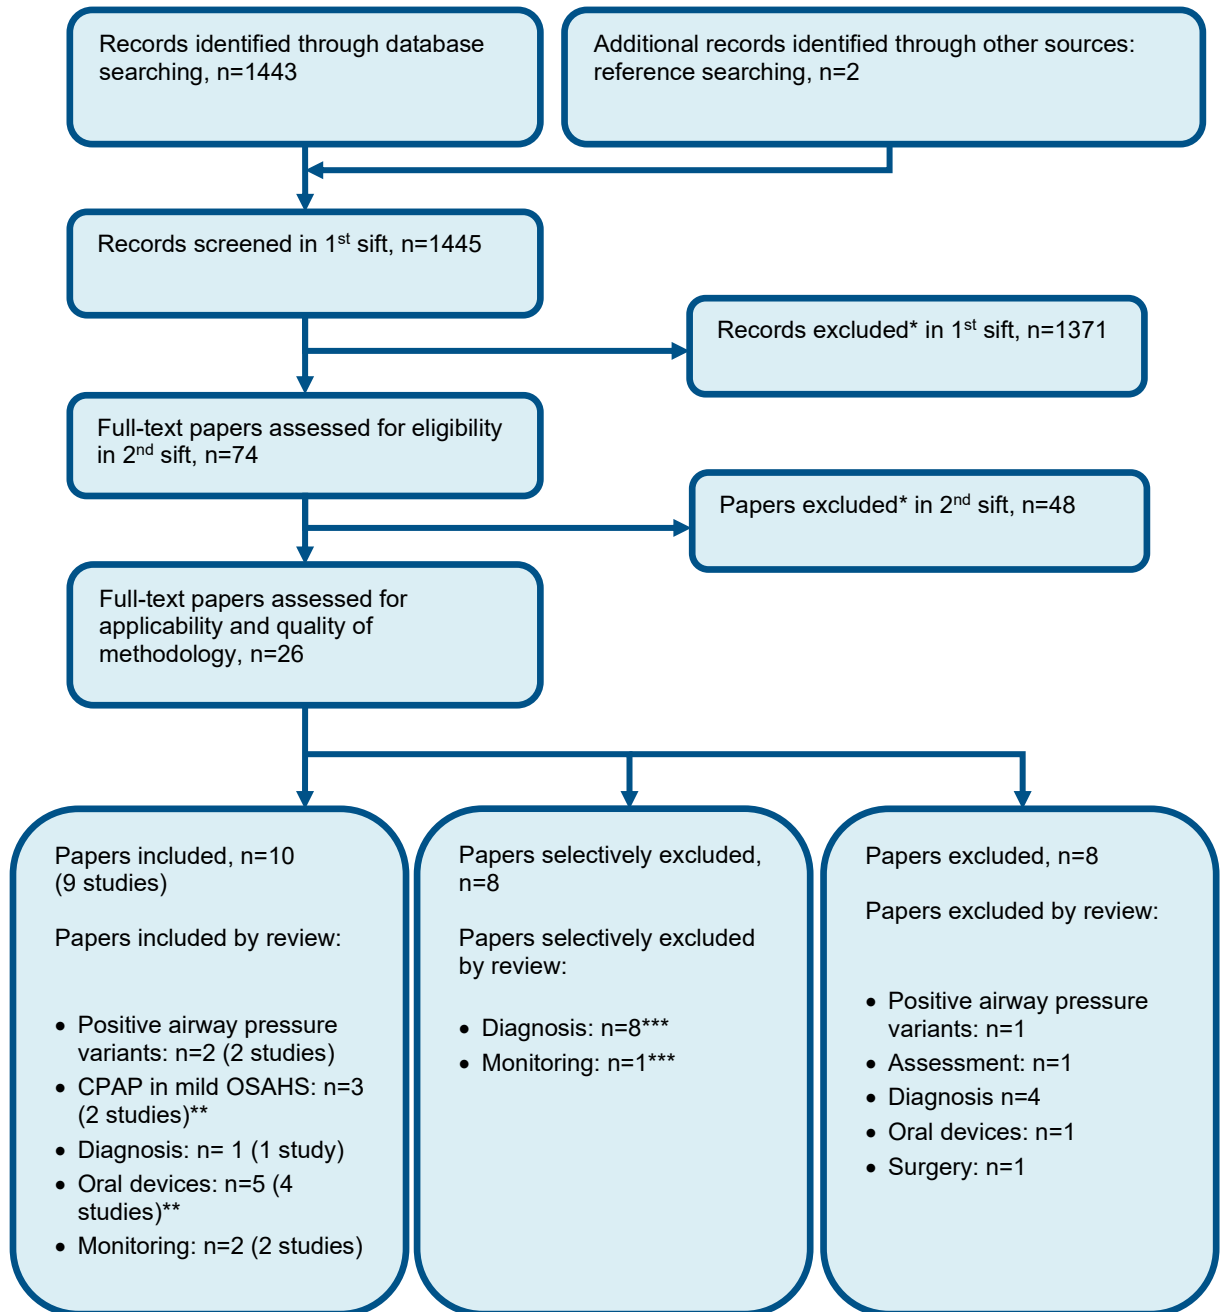 Records identified through database
searching, n=1443
Additional records identified through other sources:
reference searching, n=2
Records screened in 1st sift, n=1445
Records excluded* in 1st sift, n=1371
Full-text papers assessed for eligibility
in 2nd sift, n=74
Papers excluded* in 2nd sift, n=48
Full-text papers assessed for
applicability and quality of
methodology, n=26
Papers included, n=10
(9 studies)
Papers included by review:
• Positive airway pressure
variants: n=2 (2 studies)
• CPAP in mild OSAHS: n=3
(2 studies)**
• Diagnosis: n= 1 (1 study)
• Oral devices: n=5 (4
studies)**
• Monitoring: n=2 (2 studies)
Papers selectively excluded,
n=8
Papers selectively excluded
by review:
• Diagnosis: n=8***
• Monitoring: n=1***
Papers excluded, n=8
Papers excluded by review:
• Positive airway pressure
variants: n=1
• Assessment: n=1
• Diagnosis n=4
• Oral devices: n=1
• Surgery: n=1